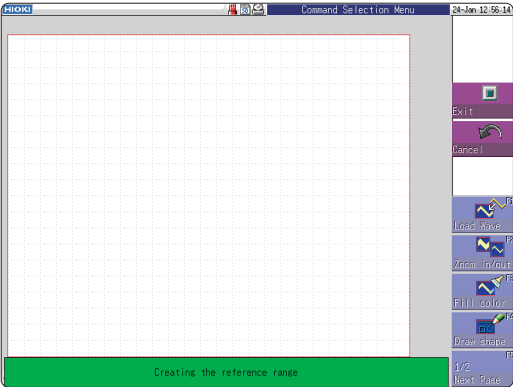 HIOKI
Command Selection Menu
24-Jan 12:56:14
Exit
Cancel
F1
Load Wave
F2
Zoom in/out
F3
Fill color
F4
Draw shape
F5
1/2
Next Page
Creating the reference range